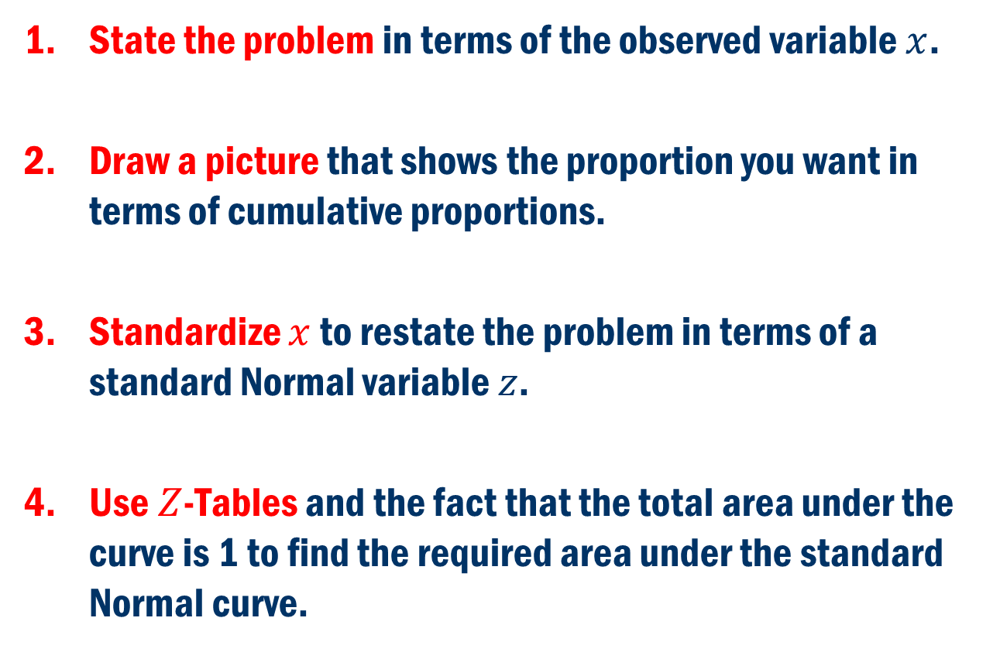 1. State the problem in terms of the observed variable x.
2. Draw a picture that shows the proportion you want in
terms of cumulative proportions.
3. Standardize x to restate the problem in terms of a
standard Normal variable z.
4. Use Z-Tables and the fact that the total area under the
curve is 1 to find the required area under the standard
Normal curve.